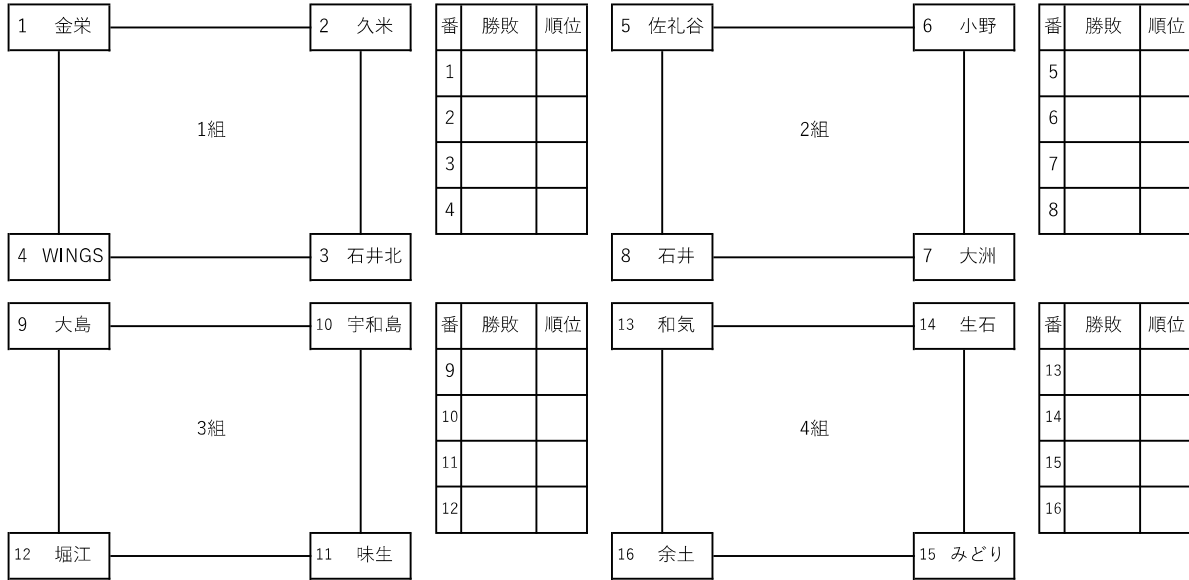 1 金栄 2 久米 番 勝敗 順位 5 佐礼谷 6 小野 番 勝敗 順位
1 5
2 6
1組 2組
3 7
4 8
4 WINGS 3 石井北 8 石井 7 大洲
9 大島 10 宇和島 番 勝敗 順位 13 和気 14 生石 番 勝敗 順位
9 13
10 14
3組 4組
11 15
12 16
12 堀江 11 味生 16 余土 15 みどり